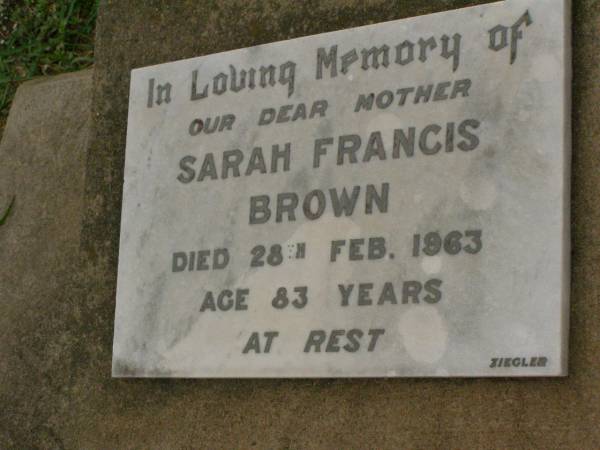 In Loving Memory of
OUR DEAR MOTHER
SARAH FRANCIS
BROWN
DIED 28TH FEB. 1963
AGE 83 YEARS
AT REST
ZIEGLER